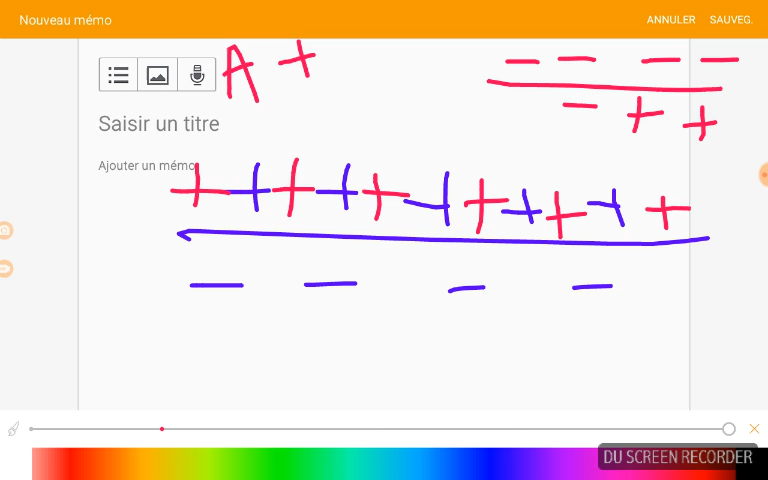 Nouveau mémo ANNULER SAUVEG.
A +
— — — —
— + +
Saisir un titre
Ajouter un mémo
+ + + + + + + + + + +
— — — —
DU SCREEN RECORDER